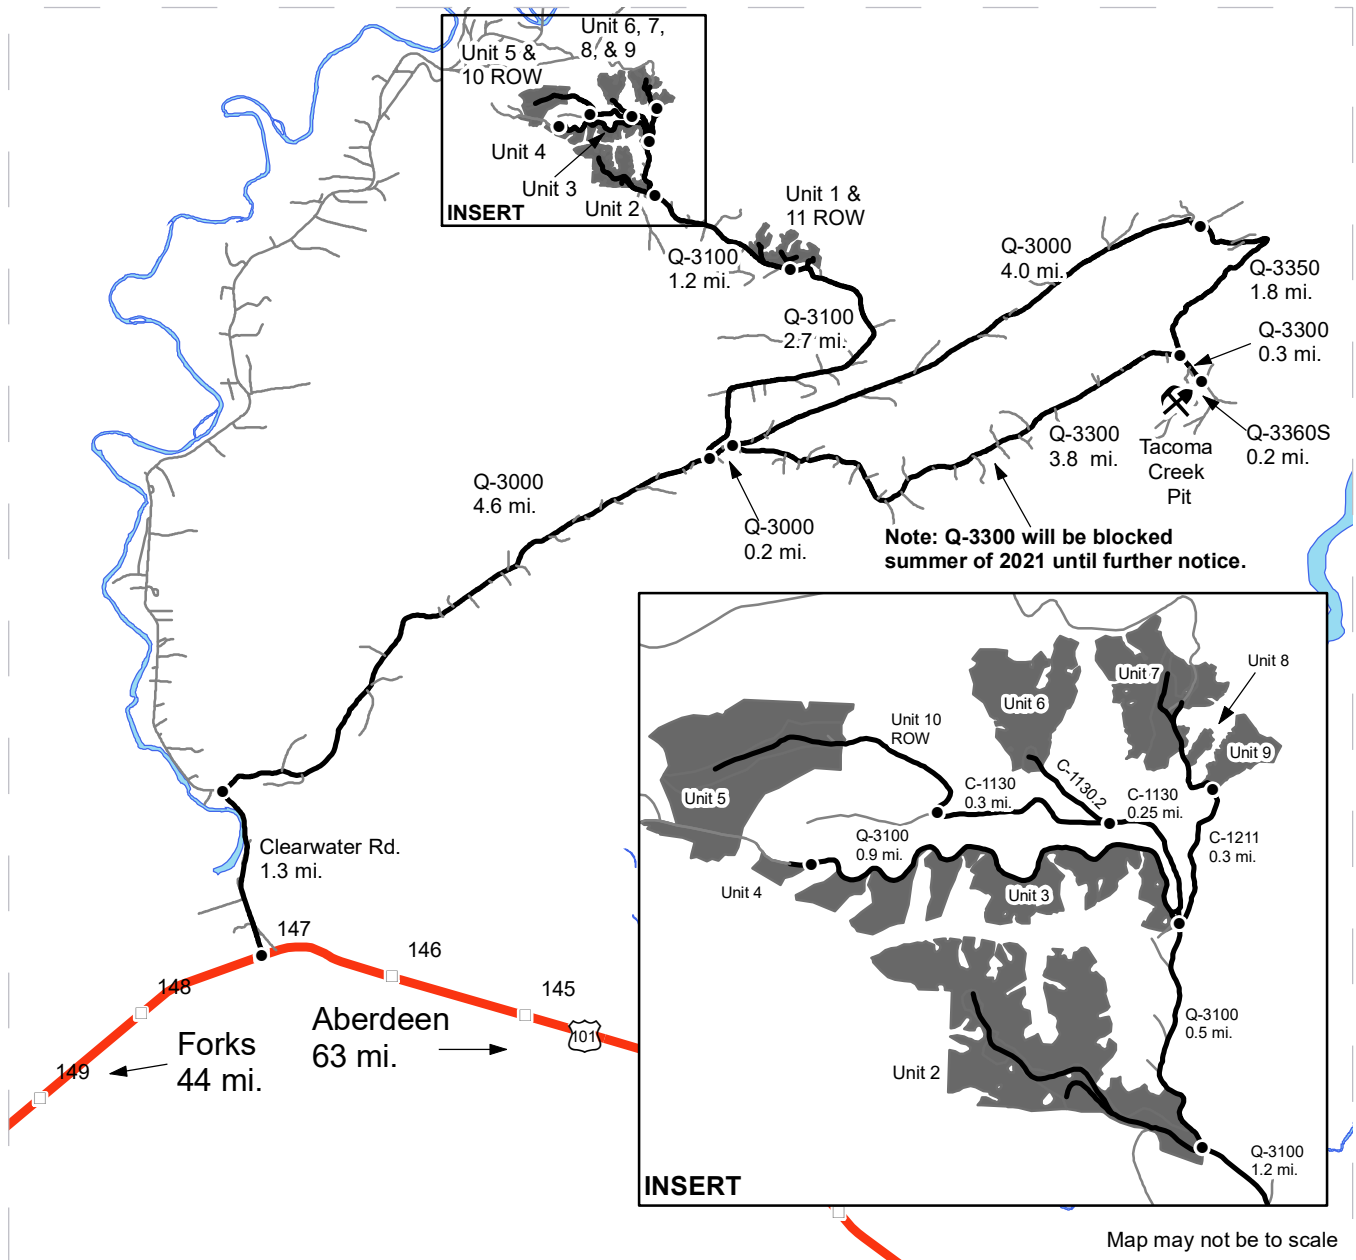 Unit 6, 7,
8, & 9
Unit 5 &
10 ROW
Unit 4
Unit 3
Unit 2
INSERT
Unit 1 &
11 ROW
Q-3100
1.2 mi.
Q-3100
2.7 mi.
Q-3000
4.0 mi.
Q-3350
1.8 mi.
Q-3300
0.3 mi.
Q-3360S
0.2 mi.
Tacoma
Creek
Pit
Q-3300
3.8 mi.
Q-3000
4.6 mi.
Q-3000
0.2 mi.
Note: Q-3300 will be blocked
summer of 2021 until further notice.
Clearwater Rd.
1.3 mi.
147
146
145
148
149
101
Forks
44 mi.
Aberdeen
63 mi.
Unit 7
Unit 8
Unit 6
Unit 9
Unit 10
ROW
Unit 5
C-1130
0.3 mi.
C-1130.2
C-1130
0.25 mi.
C-1211
0.3 mi.
Q-3100
0.9 mi.
Unit 4
Unit 3
Q-3100
0.5 mi.
Unit 2
Q-3100
1.2 mi.
INSERT
Map may not be to scale